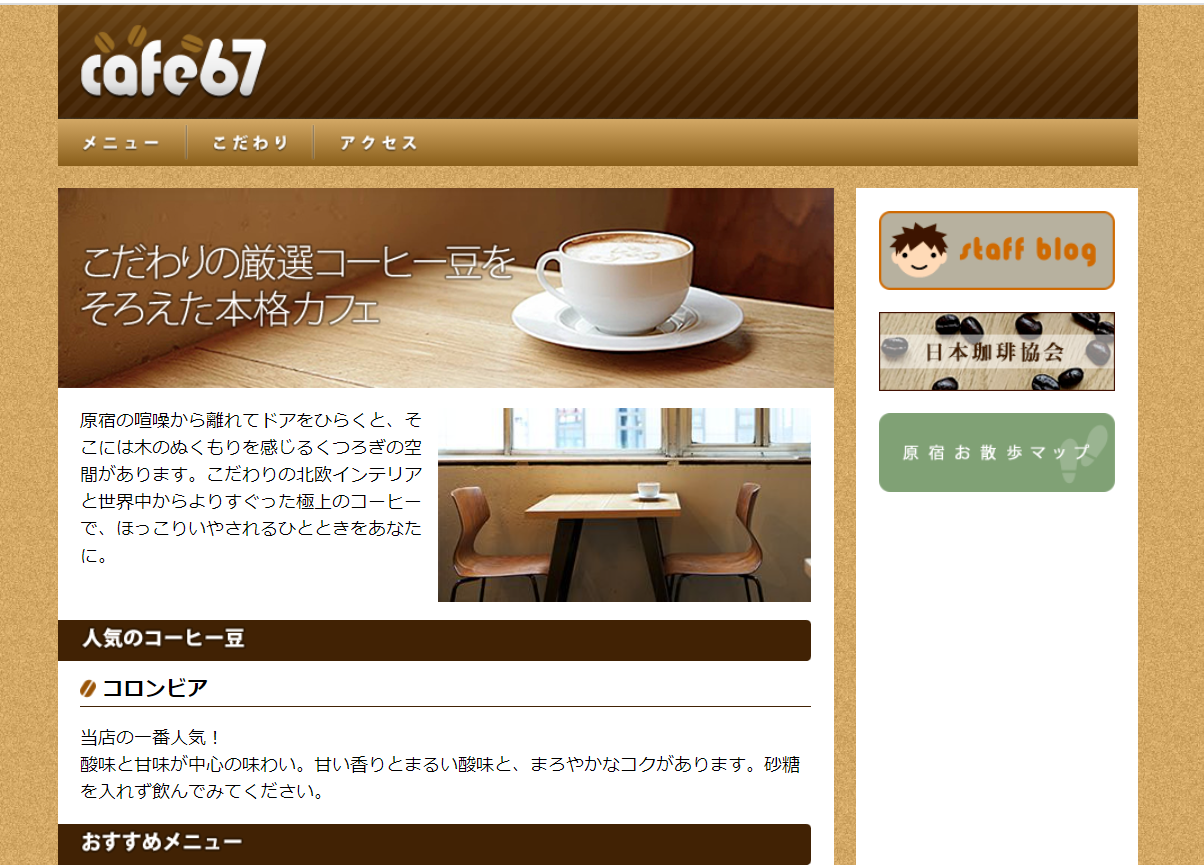 cafe67
メニュー
こだわり
アクセス
こだわりの厳選コーヒー豆を
そろえた本格カフェ
原宿の喧噪から離れてドアをひらくと、そ
こには木のぬくもりを感じるくつろぎの空
間があります。こだわりの北欧インテリア
と世界中からよりすぐった極上のコーヒー
で、ほっこりいやされるひとときをあなた
に。
人気のコーヒー豆
コロンビア
当店の一番人気！
酸味と甘味が中心の味わい。甘い香りとまるい酸味と、まろやかなコクがあります。砂糖
を入れず飲んでみてください。
おすすめメニュー
staff blog
日本珈琲協会
原宿お散歩マップ